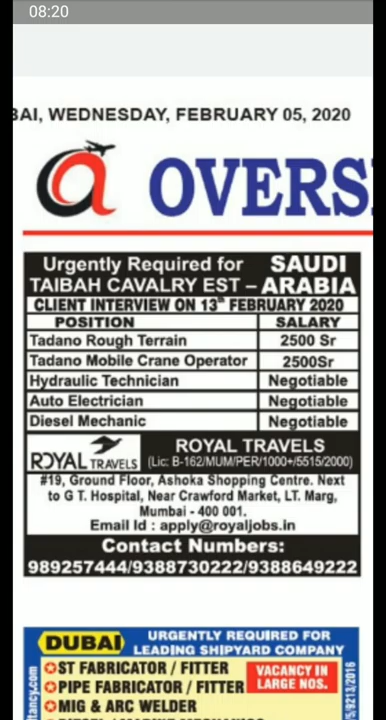 08:20
BAI, WEDNESDAY, FEBRUARY 05, 2020
a OVERS
Urgently Required for SAUDI
TAIBAH CAVALRY EST – ARABIA
CLIENT INTERVIEW ON 13th FEBRUARY 2020
POSITION SALARY
Tadano Rough Terrain 2500 Sr
Tadano Mobile Crane Operator 2500Sr
Hydraulic Technician Negotiable
Auto Electrician Negotiable
Diesel Mechanic Negotiable
ROYAL TRAVELS
ROYAL TRAVELS (Lic: B-162/MUM/PER/1000+/5515/2000)
#19, Ground Floor, Ashoka Shopping Centre. Next
to G T. Hospital, Near Crawford Market, LT. Marg,
Mumbai - 400 001.
Email Id : apply@royaljobs.in
Contact Numbers:
989257444/9388730222/9388649222
DUBAI URGENTLY REQUIRED FOR
LEADING SHIPYARD COMPANY
ST FABRICATOR / FITTER VACANCY IN
PIPE FABRICATOR / FITTER LARGE NOS.
MIG & ARC WELDER
tancy.com
5/9213/2016